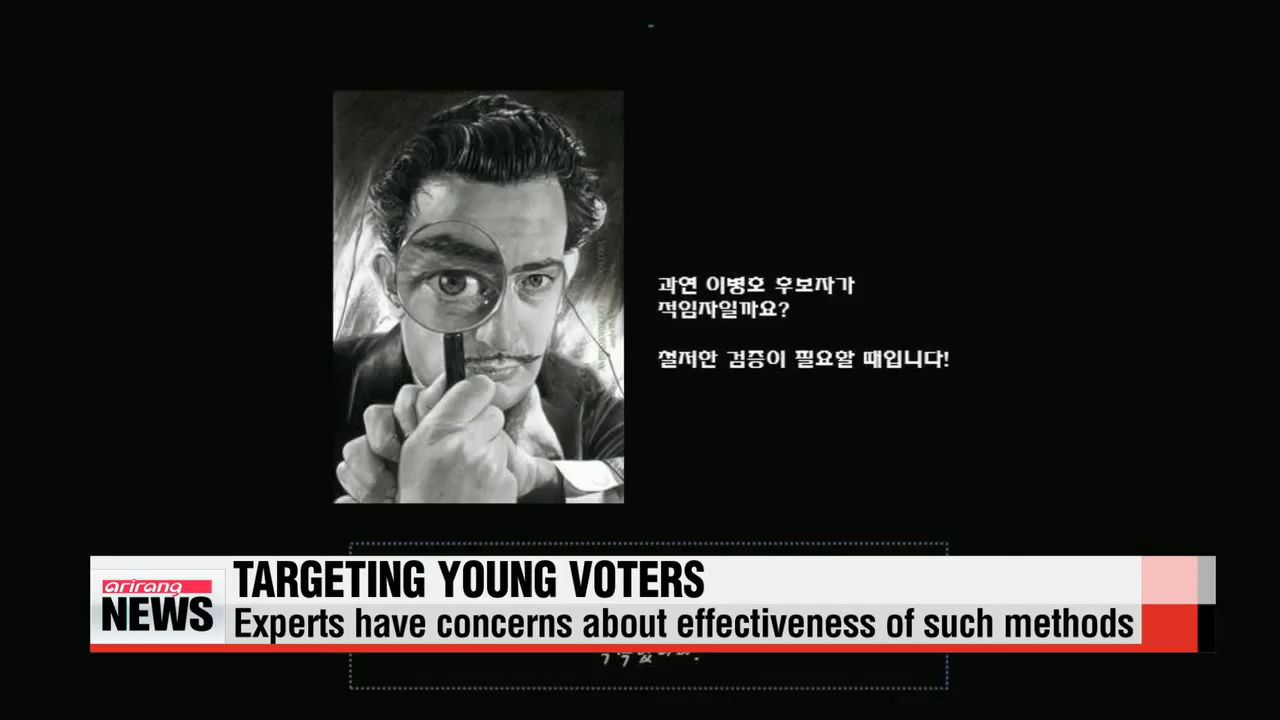 과연 이병호 후보자가
적임자일까요?
철저한 검증이 필요할 때입니다!
arirang
NEWS
TARGETING YOUNG VOTERS
Experts have concerns about effectiveness of such methods